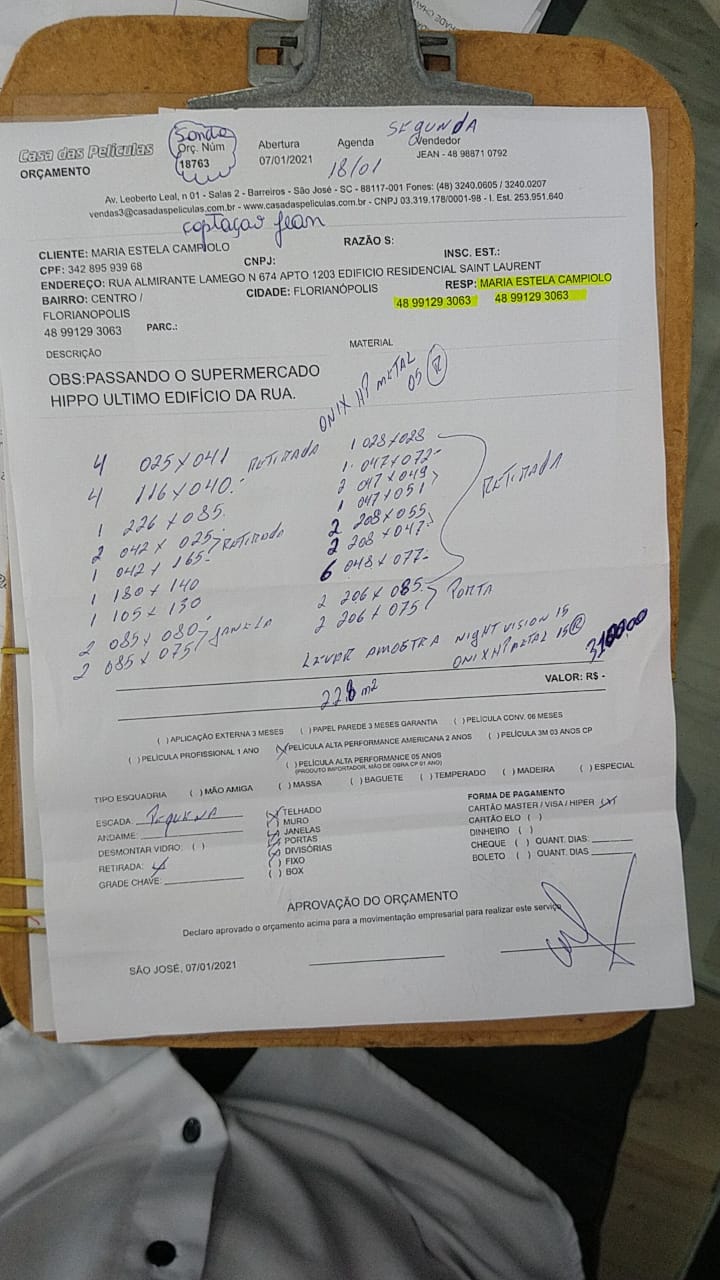 Casa das Películas
ORÇAMENTO
Orç. Núm
18763
Abertura
07/01/2021
Agenda
18/01
SEGUNDA
Vendedor
JEAN - 48 98871 0792
Av. Leoberto Leal, n 01 - Salas 2 - Barreiros - São José - SC - 88117-001 Fones: (48) 3240.0605 / 3240.0207
vendas3@casadaspeliculas.com.br - www.casadaspeliculas.com.br - CNPJ 03.319.178/0001-98 - I. Est. 253.951.640
captação Jean
CLIENTE: MARIA ESTELA CAMPIOLO
RAZÃO S:
CPF: 342 895 939 68
CNPJ:
INSC. EST.:
ENDEREÇO: RUA ALMIRANTE LAMEGO N 674 APTO 1203 EDIFICIO RESIDENCIAL SAINT LAURENT
BAIRRO: CENTRO /
FLORIANOPOLIS
CIDADE: FLORIANÓPOLIS
RESP: MARIA ESTELA CAMPIOLO
48 99129 3063 48 99129 3063
48 99129 3063
PARC.:
DESCRIÇÃO
MATERIAL
OBS:PASSANDO O SUPERMERCADO
HIPPO ULTIMO EDIFÍCIO DA RUA.
ONIX HP METAL
05 R
4 025 X 041 RETIRADA
4 116 X 040
1 226 X 085
2 042 X 025 RETIRADO
1 042 X 165
1 180 X 140
1 105 X 130
2 085 X 080 JANELA
2 085 X 075
1 028 X 028
1 047 X 072
2 047 X 049
1 047 X 051
2 208 X 055
2 208 X 047
6 048 X 077
RETIRADA
2 206 X 085 PORTA
2 206 X 075
LEVAR AMOSTRA NIGHT VISION 15
ONIX HP METAL 15 R
22,8 m2
VALOR: R$ -
( ) APLICAÇÃO EXTERNA 3 MESES ( ) PAPEL PAREDE 3 MESES GARANTIA ( ) PELÍCULA CONV. 06 MESES
( ) PELÍCULA PROFISSIONAL 1 ANO (X) PELÍCULA ALTA PERFORMANCE AMERICANA 2 ANOS ( ) PELÍCULA 3M 03 ANOS CP
( ) PELÍCULA ALTA PERFORMANCE 05 ANOS
(PRODUTO IMPORTADOR, MÃO DE OBRA CP 01 ANO)
TIPO ESQUADRIA ( ) MÃO AMIGA ( ) MASSA ( ) BAGUETE ( ) TEMPERADO ( ) MADEIRA ( ) ESPECIAL
ESCADA: PEQUENA
ANDAIME:
DESMONTAR VIDRO: ( )
RETIRADA: X
GRADE CHAVE:
(X) TELHADO
(X) MURO
(X) JANELAS
(X) PORTAS
(X) DIVISÓRIAS
( ) FIXO
( ) BOX
FORMA DE PAGAMENTO
CARTÃO MASTER / VISA / HIPER (X)
CARTÃO ELO ( )
DINHEIRO ( )
CHEQUE ( ) QUANT. DIAS:
BOLETO ( ) QUANT. DIAS
APROVAÇÃO DO ORÇAMENTO
Declaro aprovado o orçamento acima para a movimentação empresarial para realizar este serviço
SÃO JOSÉ, 07/01/2021